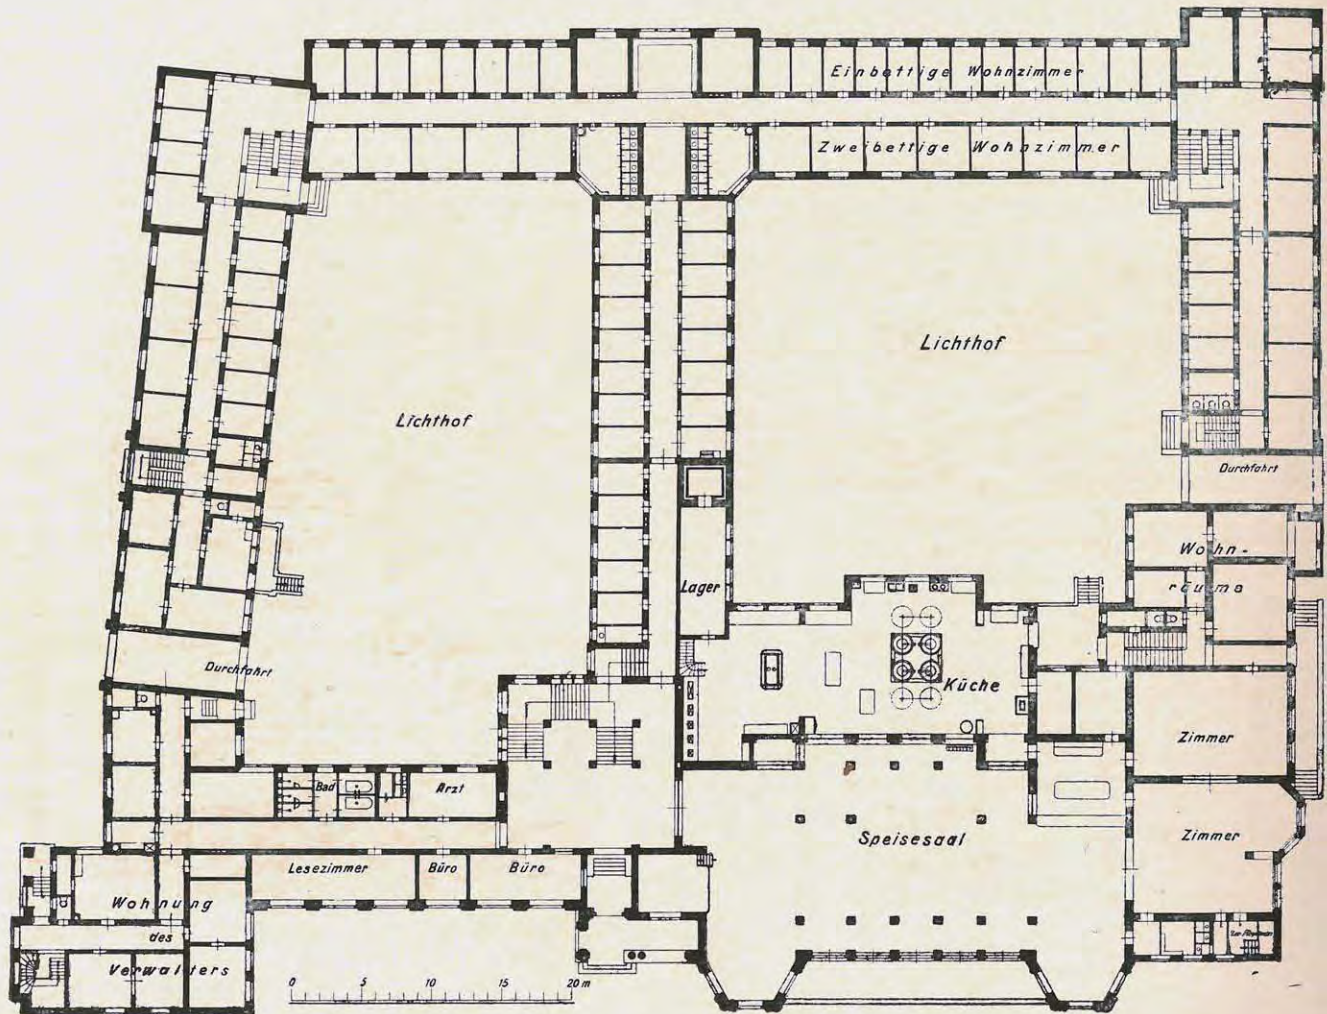 Einbettige Wohnzimmer
Zweibettige Wohnzimmer
Lichthof
Lichthof
Durchfahrt
Wohn-
räume
Lager
Durchfahrt
Küche
Zimmer
Bad
Arzt
Speisesaal
Zimmer
Lesezimmer
Büro
Büro
Wohnung
des
Verwalters
0 5 10 15 20 m